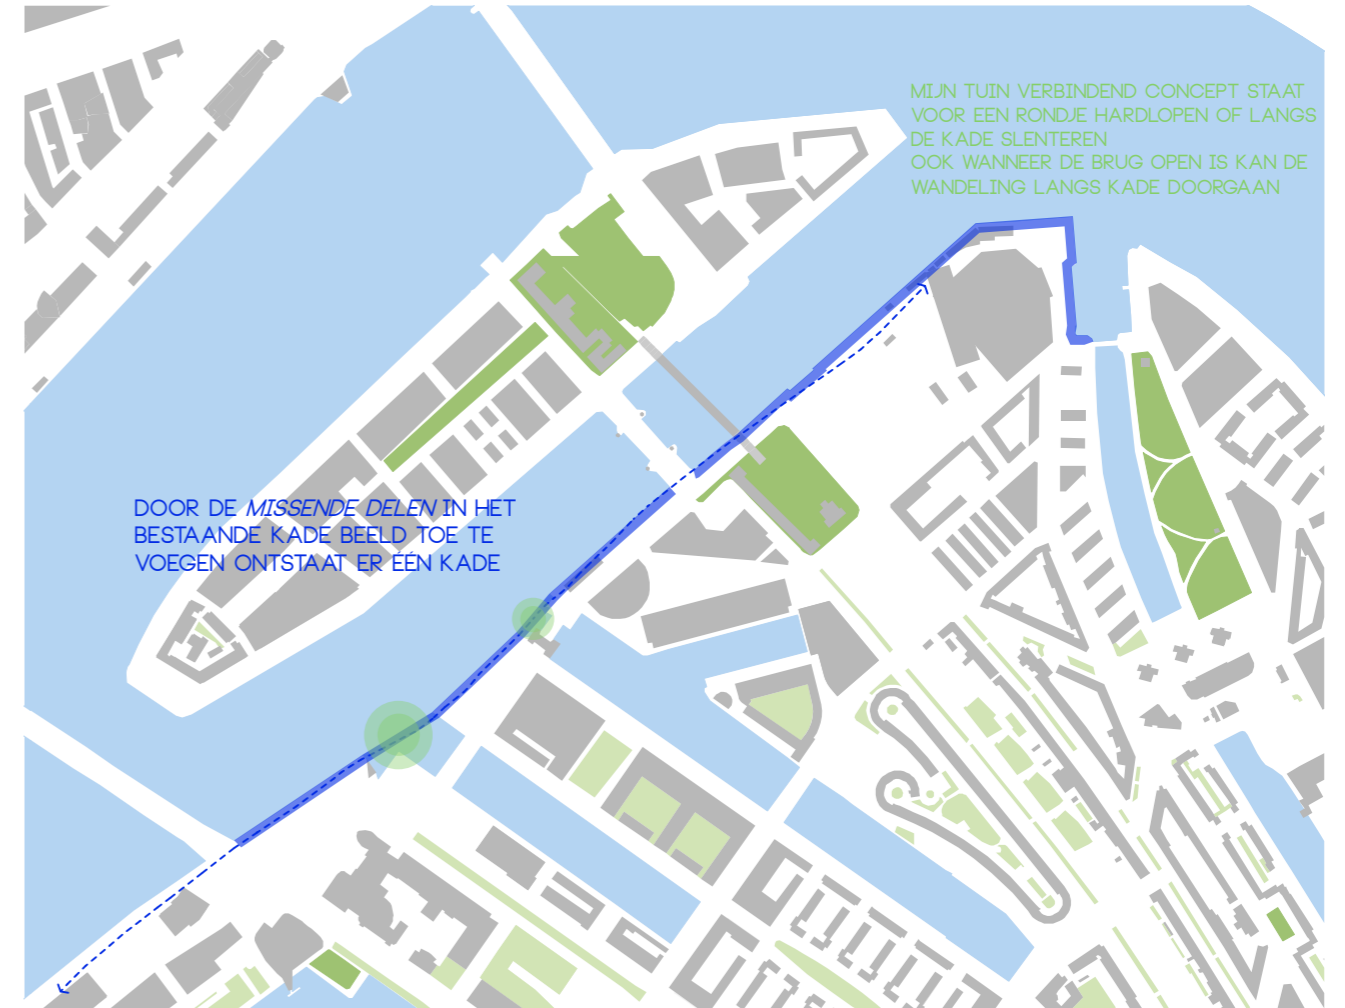 MIJN TUIN VERBINDEND CONCEPT STAAT
VOOR EEN RONDJE HARDLOPEN OF LANGS
DE KADE SLENTEREN
OOK WANNEER DE BRUG OPEN IS KAN DE
WANDELING LANGS KADE DOORGAAN
DOOR DE MISSENDE DELEN IN HET
BESTAANDE KADE BEELD TOE TE
VOEGEN ONTSTAAT ER ÉÉN KADE